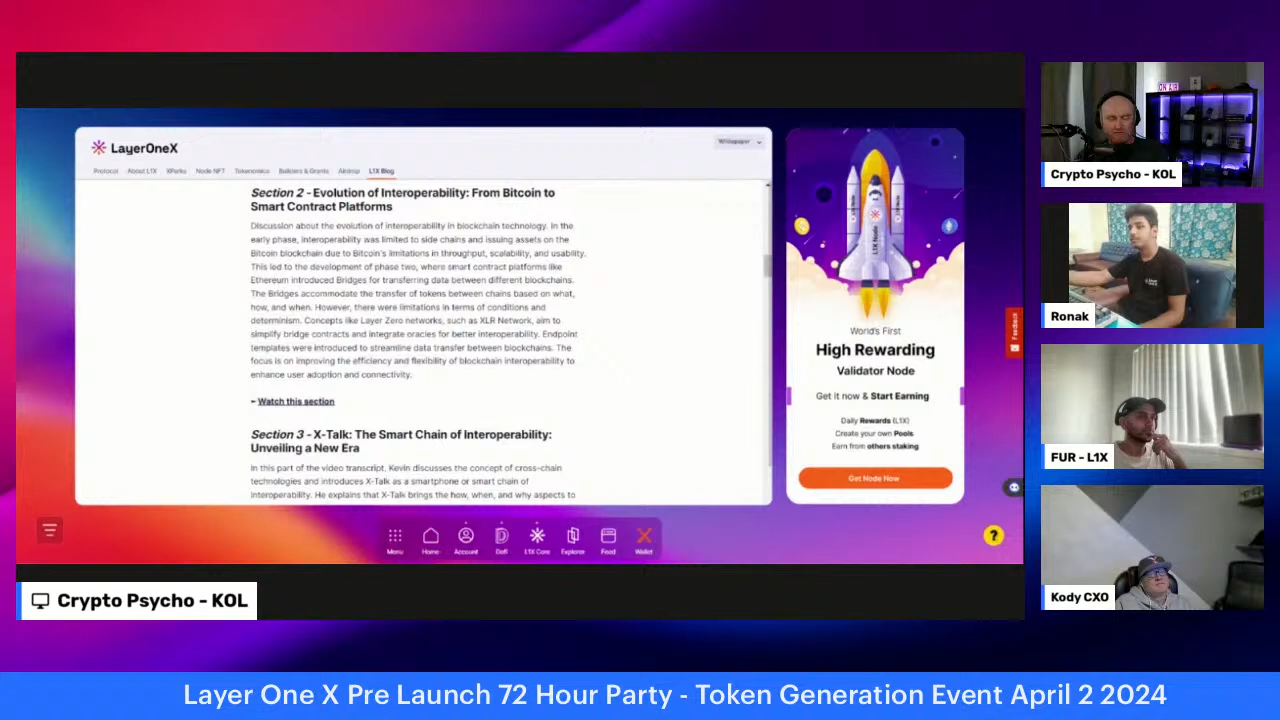 LayerOneX
Whitepaper
Protocol About L1X XPerks Node NFT Tokenomics Builders & Grants Airdrop L1X Blog
Section 2 - Evolution of Interoperability: From Bitcoin to
Smart Contract Platforms
Discussion about the evolution of interoperability in blockchain technology. In the
early phase, interoperability was limited to side chains and issuing assets on the
Bitcoin blockchain due to Bitcoin's limitations in throughput, scalability, and usability.
This led to the development of phase two, where smart contract platforms like
Ethereum introduced Bridges for transferring data between different blockchains.
The Bridges accommodate the transfer of tokens between chains based on what,
how, and when. However, there were limitations in terms of conditions and
determinism. Concepts like Layer Zero networks, such as XLR Network, aim to
simplify bridge contracts and integrate oracles for better interoperability. Endpoint
templates were introduced to streamline data transfer between blockchains. The
focus is on improving the efficiency and flexibility of blockchain interoperability to
enhance user adoption and connectivity.
- Watch this section
Section 3 - X-Talk: The Smart Chain of Interoperability:
Unveiling a New Era
In this part of the video transcript, Kevin discusses the concept of cross-chain
technologies and introduces X-Talk as a smartphone or smart chain of
interoperability. He explains that X-Talk brings the how, when, and why aspects to
L1X Node
World's First
High Rewarding
Validator Node
Get it now & Start Earning
Daily Rewards (L1X)
Create your own Pools
Earn from others staking
Get Node Now
Feedback
?
Menu Home Account Defi L1X Core Explorer Feed Wallet
Crypto Psycho - KOL
ON AIR
Crypto Psycho - KOL
Ronak
FUR - L1X
Kody CXO
Layer One X Pre Launch 72 Hour Party - Token Generation Event April 2 2024